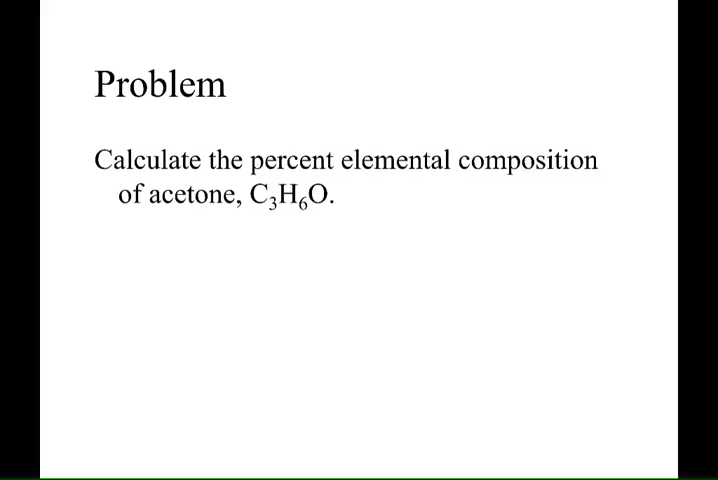 Problem
Calculate the percent elemental composition
of acetone, C₃H₆O.